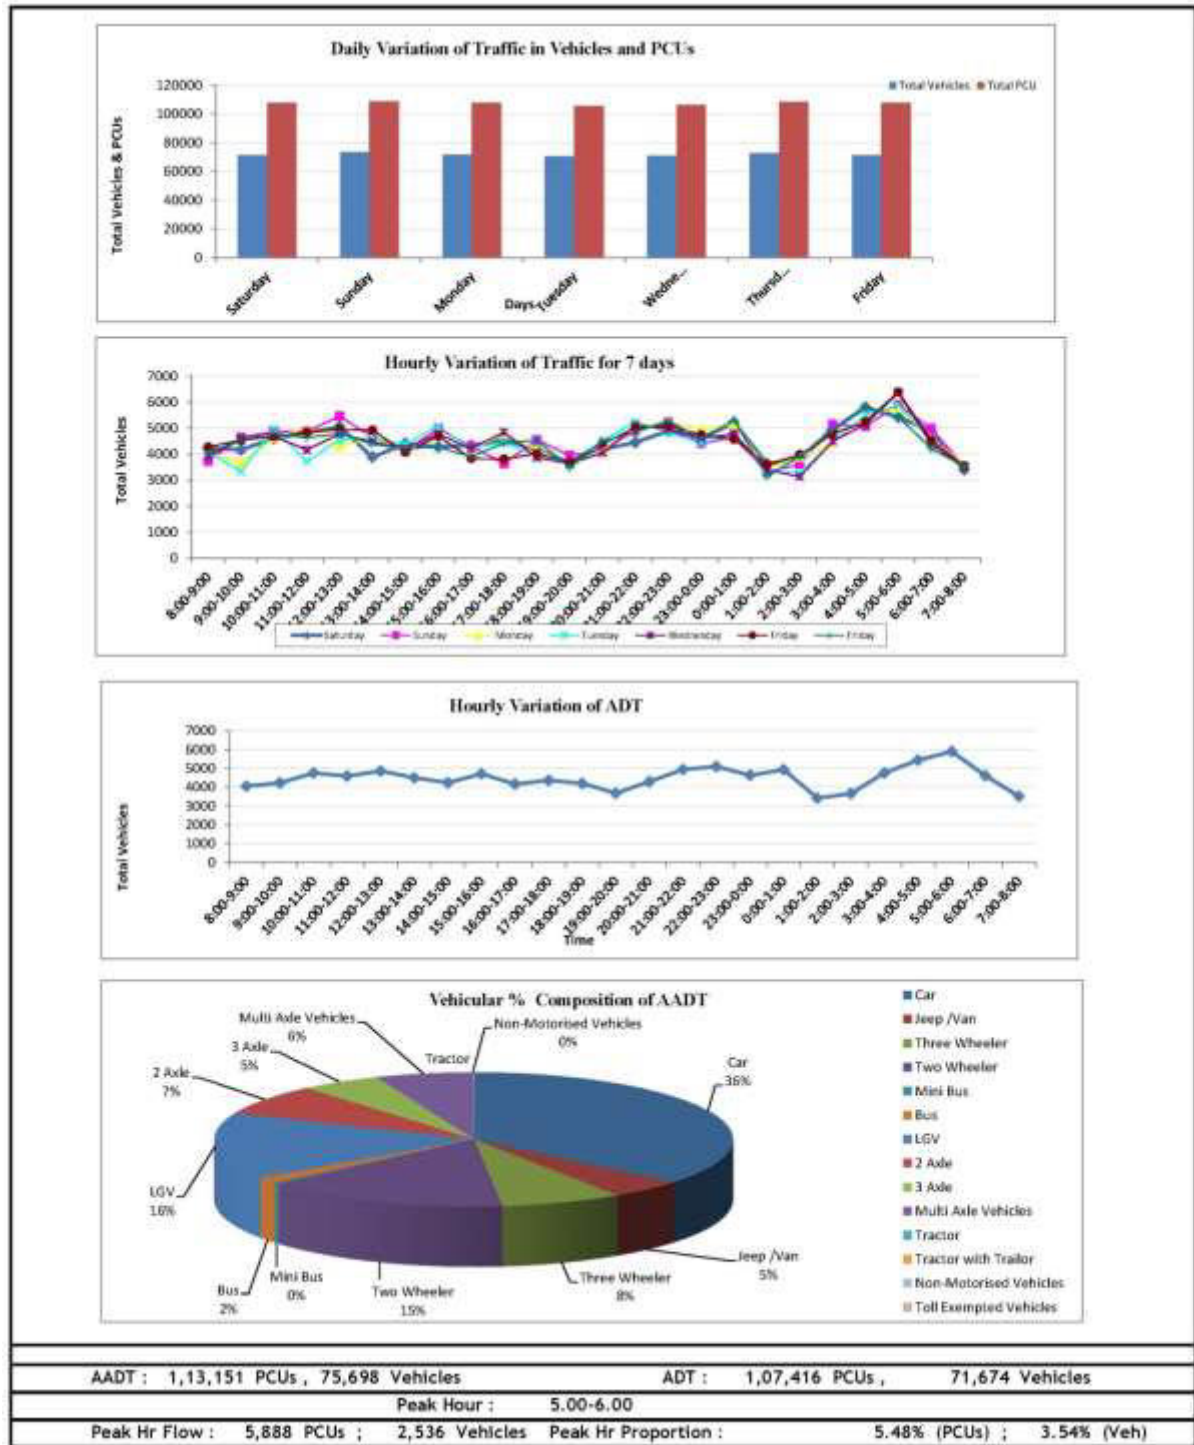 Daily Variation of Traffic in Vehicles and PCUs
Total Vehicles Total PCU
120000
100000
80000
60000
40000
20000
0
Total Vehicles & PCUs
Saturday Sunday Monday Tuesday Wedne... Thursd... Friday
Days
Hourly Variation of Traffic for 7 days
7000
6000
5000
4000
3000
2000
1000
0
Total Vehicles
8:00-9:00 9:00-10:00 10:00-11:00 11:00-12:00 12:00-13:00 13:00-14:00 14:00-15:00 15:00-16:00 16:00-17:00 17:00-18:00 18:00-19:00 19:00-20:00 20:00-21:00 21:00-22:00 22:00-23:00 23:00-0:00 0:00-1:00 1:00-2:00 2:00-3:00 3:00-4:00 4:00-5:00 5:00-6:00 6:00-7:00 7:00-8:00
Saturday Sunday Monday Tuesday Wednesday Friday Friday
Hourly Variation of ADT
7000
6000
5000
4000
3000
2000
1000
0
Total Vehicles
8:00-9:00 9:00-10:00 10:00-11:00 11:00-12:00 12:00-13:00 13:00-14:00 14:00-15:00 15:00-16:00 16:00-17:00 17:00-18:00 18:00-19:00 19:00-20:00 20:00-21:00 21:00-22:00 22:00-23:00 23:00-0:00 0:00-1:00 1:00-2:00 2:00-3:00 3:00-4:00 4:00-5:00 5:00-6:00 6:00-7:00 7:00-8:00
Time
Vehicular % Composition of AADT
Multi Axle Vehicles
6%
Non-Motorised Vehicles
0%
3 Axle
5%
Tractor
2 Axle
7%
Car
36%
LGV
16%
Bus
2%
Mini Bus
0%
Two Wheeler
15%
Three Wheeler
8%
Jeep /Van
5%
Car
Jeep /Van
Three Wheeler
Two Wheeler
Mini Bus
Bus
LGV
2 Axle
3 Axle
Multi Axle Vehicles
Tractor
Tractor with Trailor
Non-Motorised Vehicles
Toll Exempted Vehicles
AADT : 1,13,151 PCUs , 75,698 Vehicles ADT : 1,07,416 PCUs , 71,674 Vehicles
Peak Hour : 5.00-6.00
Peak Hr Flow : 5,888 PCUs ; 2,536 Vehicles Peak Hr Proportion : 5.48% (PCUs) ; 3.54% (Veh)